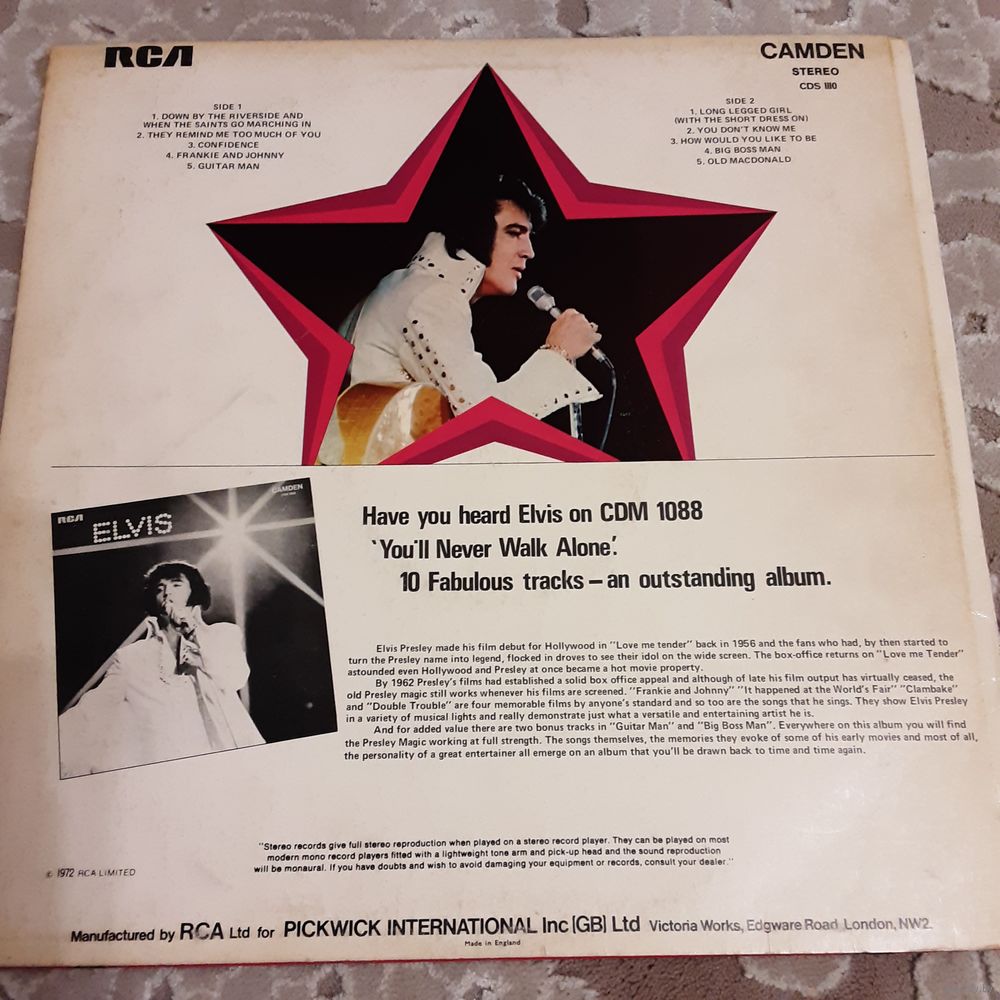 RCA
CAMDEN
STEREO
CDS 1110
SIDE 1
1. DOWN BY THE RIVERSIDE AND
WHEN THE SAINTS GO MARCHING IN
2. THEY REMIND ME TOO MUCH OF YOU
3. CONFIDENCE
4. FRANKIE AND JOHNNY
5. GUITAR MAN
SIDE 2
1. LONG LEGGED GIRL
(WITH THE SHORT DRESS ON)
2. YOU DON'T KNOW ME
3. HOW WOULD YOU LIKE TO BE
4. BIG BOSS MAN
5. OLD MACDONALD
RCA
CAMDEN
ELVIS
Have you heard Elvis on CDM 1088
'You'll Never Walk Alone'.
10 Fabulous tracks – an outstanding album.
Elvis Presley made his film debut for Hollywood in "Love me tender" back in 1956 and the fans who had, by then started to
turn the Presley name into legend, flocked in droves to see their idol on the wide screen. The box-office returns on "Love me Tender"
astounded even Hollywood and Presley at once became a hot movie property.
By 1962 Presley's films had established a solid box office appeal and although of late his film output has virtually ceased, the
old Presley magic still works whenever his films are screened. "Frankie and Johnny" "It happened at the World's Fair" "Clambake"
and "Double Trouble" are four memorable films by anyone's standard and so too are the songs that he sings. They show Elvis Presley
in a variety of musical lights and really demonstrate just what a versatile and entertaining artist he is.
And for added value there are two bonus tracks in "Guitar Man" and "Big Boss Man". Everywhere on this album you will find
the Presley Magic working at full strength. The songs themselves, the memories they evoke of some of his early movies and most of all,
the personality of a great entertainer all emerge on an album that you'll be drawn back to time and time again.
"Stereo records give full stereo reproduction when played on a stereo record player. They can be played on most
modern mono record players fitted with a lightweight tone arm and pick-up head and the sound reproduction
will be monaural. If you have doubts and wish to avoid damaging your equipment or records, consult your dealer."
© 1972 RCA LIMITED
Manufactured by RCA Ltd for PICKWICK INTERNATIONAL Inc (GB) Ltd Victoria Works, Edgware Road London, NW2.
Made in England